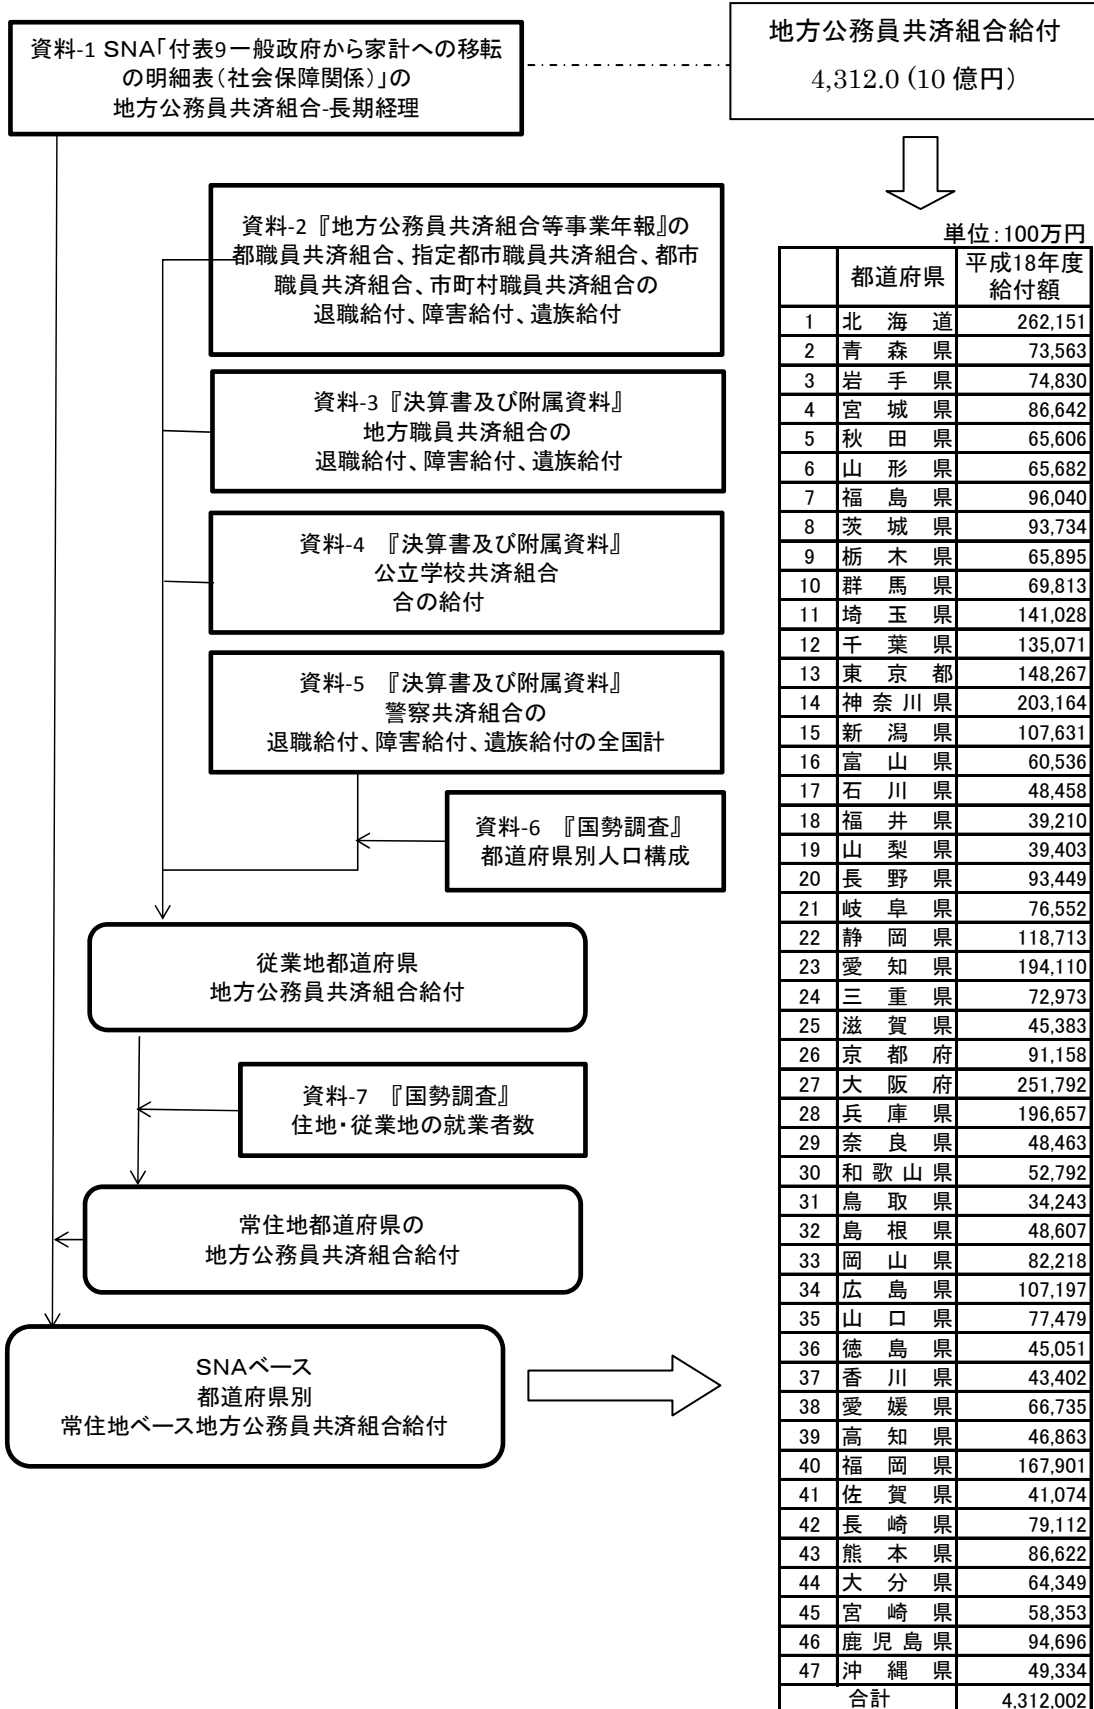 資料-1 SNA「付表9一般政府から家計への移転
の明細表（社会保障関係）」の
地方公務員共済組合-長期経理
地方公務員共済組合給付
4,312.0 (10 億円）
資料-2 『地方公務員共済組合等事業年報』の
都職員共済組合、指定都市職員共済組合、都市
職員共済組合、市町村職員共済組合の
退職給付、障害給付、遺族給付
資料-3 『決算書及び附属資料』
地方職員共済組合の
退職給付、障害給付、遺族給付
資料-4 『決算書及び附属資料』
公立学校共済組合
合の給付
資料-5 『決算書及び附属資料』
警察共済組合の
退職給付、障害給付、遺族給付の全国計
資料-6 『国勢調査』
都道府県別人口構成
従業地都道府県
地方公務員共済組合給付
資料-7 『国勢調査』
住地・従業地の就業者数
常住地都道府県の
地方公務員共済組合給付
SNAベース
都道府県別
常住地ベース地方公務員共済組合給付
単位：100万円
都道府県 平成18年度
給付額
1 北海道 262,151
2 青森県 73,563
3 岩手県 74,830
4 宮城県 86,642
5 秋田県 65,606
6 山形県 65,682
7 福島県 96,040
8 茨城県 93,734
9 栃木県 65,895
10 群馬県 69,813
11 埼玉県 141,028
12 千葉県 135,071
13 東京都 148,267
14 神奈川県 203,164
15 新潟県 107,631
16 富山県 60,536
17 石川県 48,458
18 福井県 39,210
19 山梨県 39,403
20 長野県 93,449
21 岐阜県 76,552
22 静岡県 118,713
23 愛知県 194,110
24 三重県 72,973
25 滋賀県 45,383
26 京都府 91,158
27 大阪府 251,792
28 兵庫県 196,657
29 奈良県 48,463
30 和歌山県 52,792
31 鳥取県 34,243
32 島根県 48,607
33 岡山県 82,218
34 広島県 107,197
35 山口県 77,479
36 徳島県 45,051
37 香川県 43,402
38 愛媛県 66,735
39 高知県 46,863
40 福岡県 167,901
41 佐賀県 41,074
42 長崎県 79,112
43 熊本県 86,622
44 大分県 64,349
45 宮崎県 58,353
46 鹿児島県 94,696
47 沖縄県 49,334
合計 4,312,002